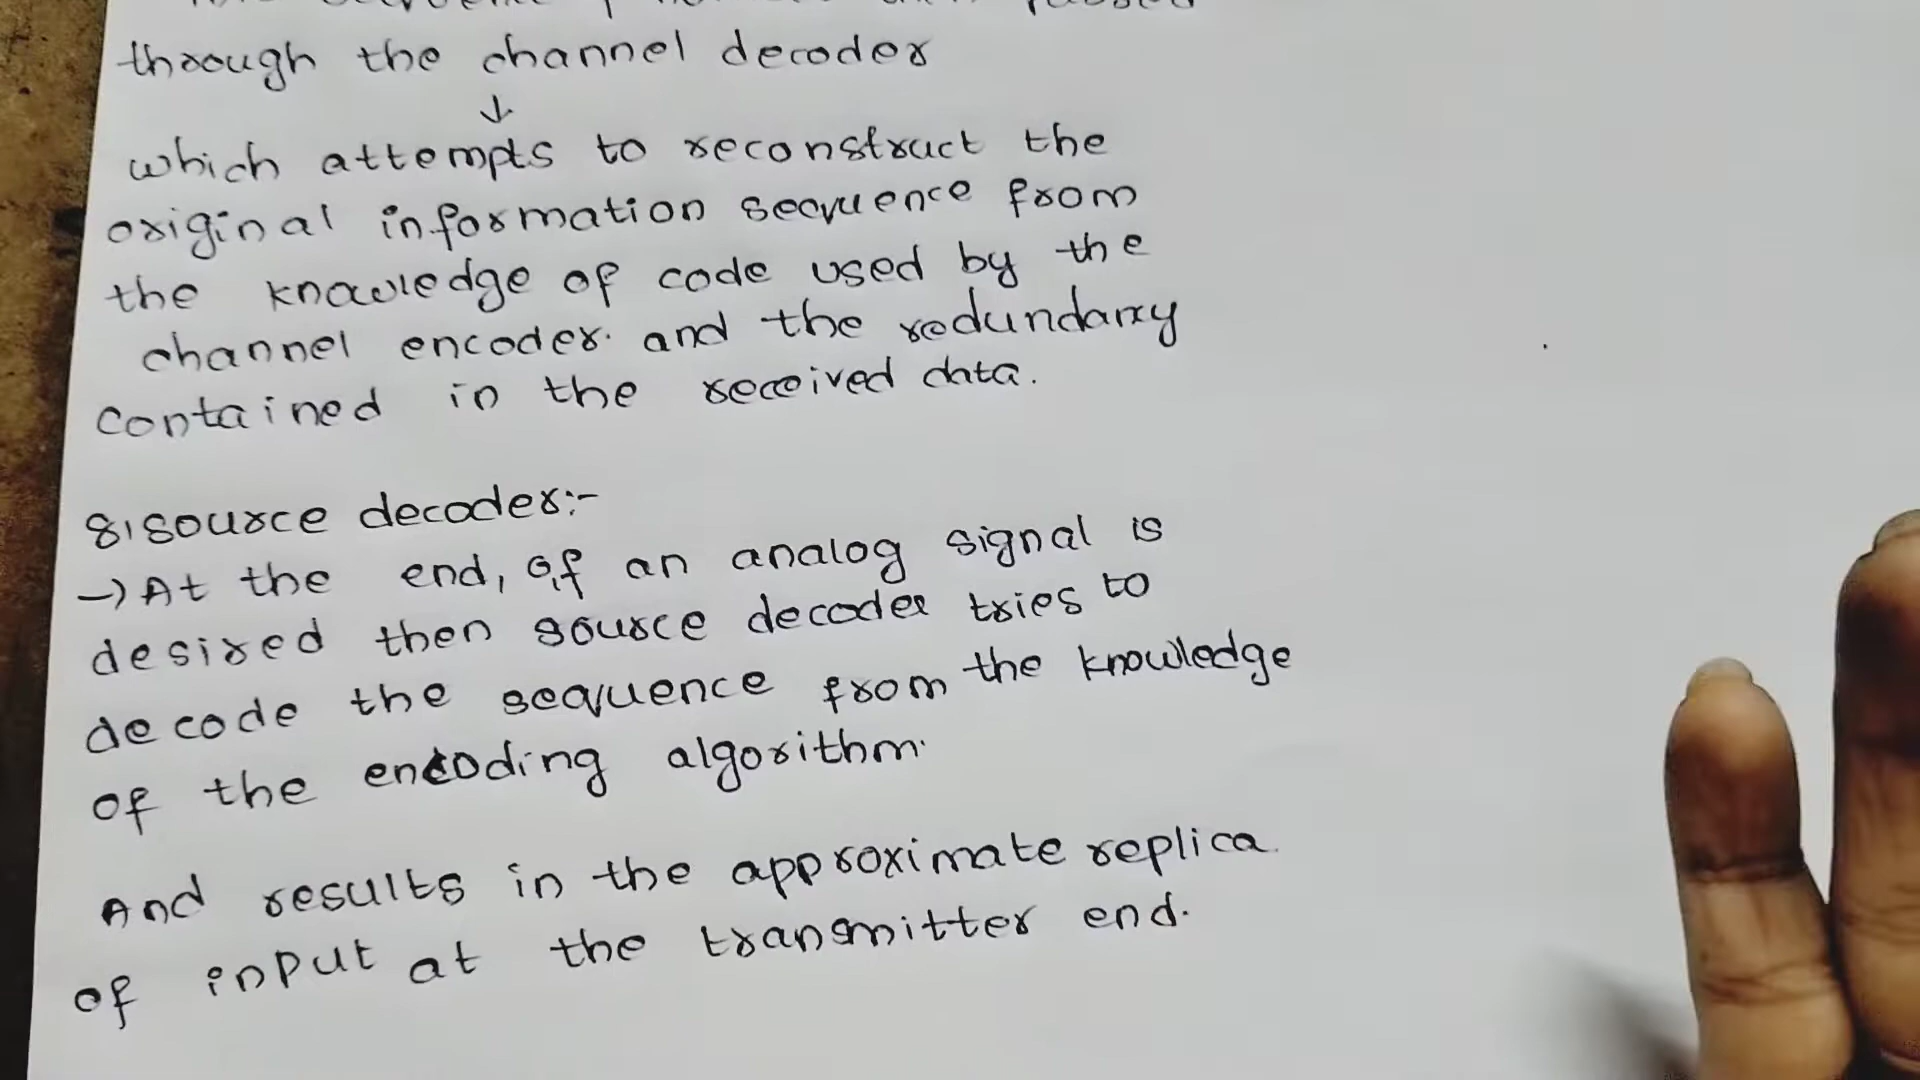 through the channel decoder
↓
which attempts to reconstruct the
original information sequence from
the knowledge of code used by the
channel encoder. and the redundancy
contained in the received data.
8) source decoder:-
→ At the end, if an analog signal is
desired then source decoder tries to
decode the sequence from the knowledge
of the encoding algorithm.
And results in the approximate replica
of input at the transmitter end.